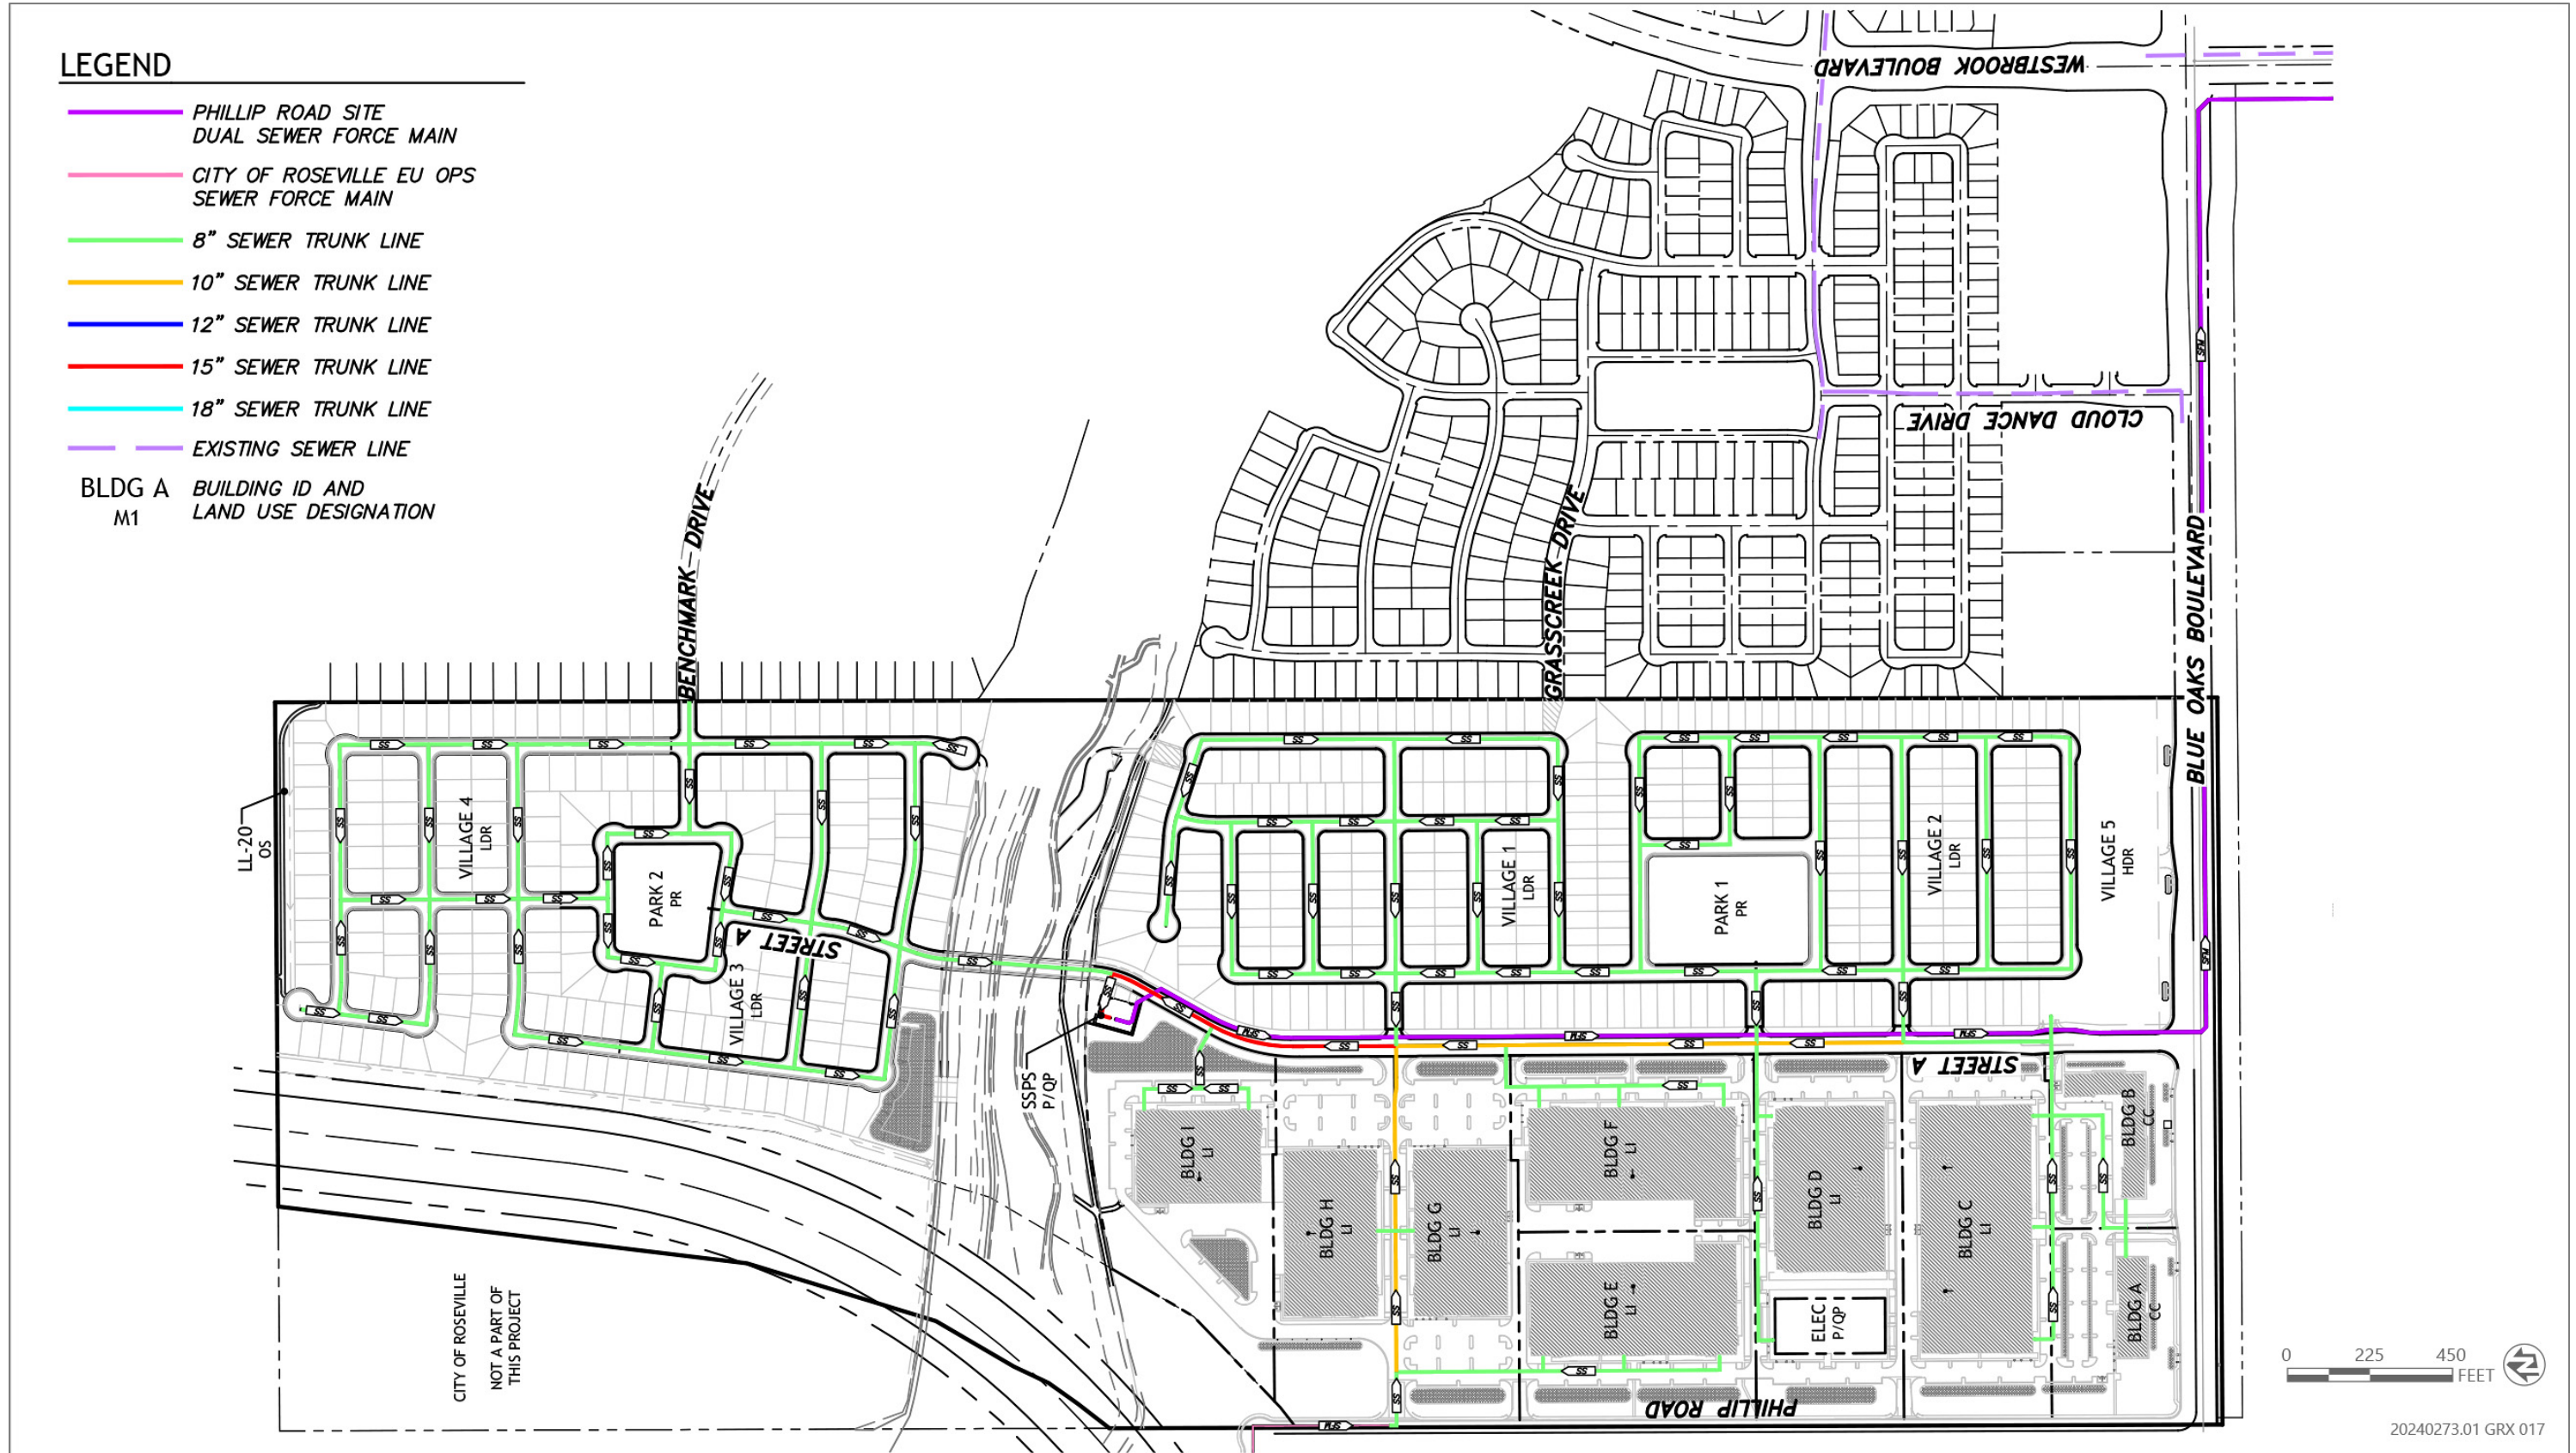 LEGEND
PHILLIP ROAD SITE
DUAL SEWER FORCE MAIN
CITY OF ROSEVILLE EU OPS
SEWER FORCE MAIN
8” SEWER TRUNK LINE
10” SEWER TRUNK LINE
12” SEWER TRUNK LINE
15” SEWER TRUNK LINE
18” SEWER TRUNK LINE
EXISTING SEWER LINE
BLDG A
M1
BUILDING ID AND
LAND USE DESIGNATION
WESTBROOK BOULEVARD
CLOUD DANCE DRIVE
BLUE OAKS BOULEVARD
GRASSCREEK DRIVE
BENCHMARK DRIVE
LL-20
OS
VILLAGE 4
LDR
PARK 2
PR
STREET A
VILLAGE 3
LDR
VILLAGE 1
LDR
PARK 1
PR
VILLAGE 2
LDR
VILLAGE 5
HDR
SSPS
P/QP
STREET A
BLDG I
LI
BLDG H
LI
BLDG G
LI
BLDG F
LI
BLDG E
LI
BLDG D
LI
ELEC
P/QP
BLDG C
LI
BLDG B
CC
BLDG A
CC
PHILLIP ROAD
CITY OF ROSEVILLE
NOT A PART OF
THIS PROJECT
SS
SFM
0 225 450
FEET
20240273.01 GRX 017